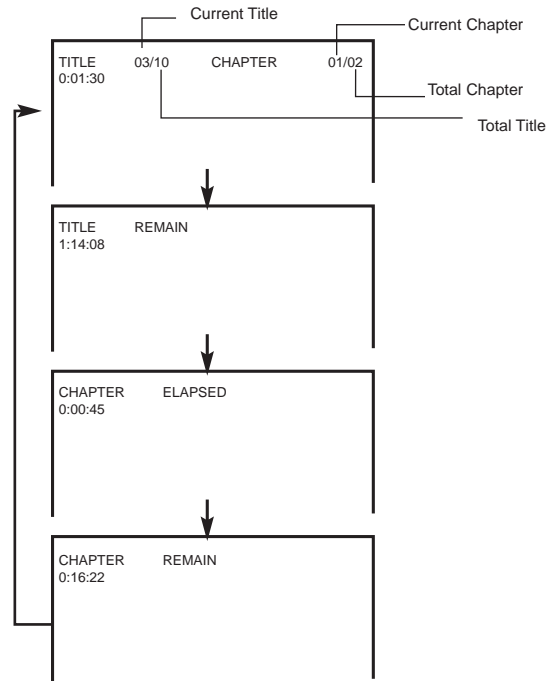 Current Title
Current Chapter
TITLE 03/10 CHAPTER 01/02
0:01:30
Total Chapter
Total Title
TITLE REMAIN
1:14:08
CHAPTER ELAPSED
0:00:45
CHAPTER REMAIN
0:16:22